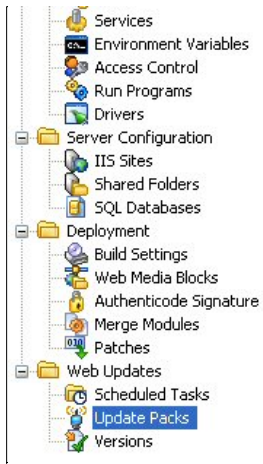 Services
Environment Variables
Access Control
Run Programs
Drivers
Server Configuration
IIS Sites
Shared Folders
SQL Databases
Deployment
Build Settings
Web Media Blocks
Authenticode Signature
Merge Modules
Patches
Web Updates
Scheduled Tasks
Update Packs
Versions